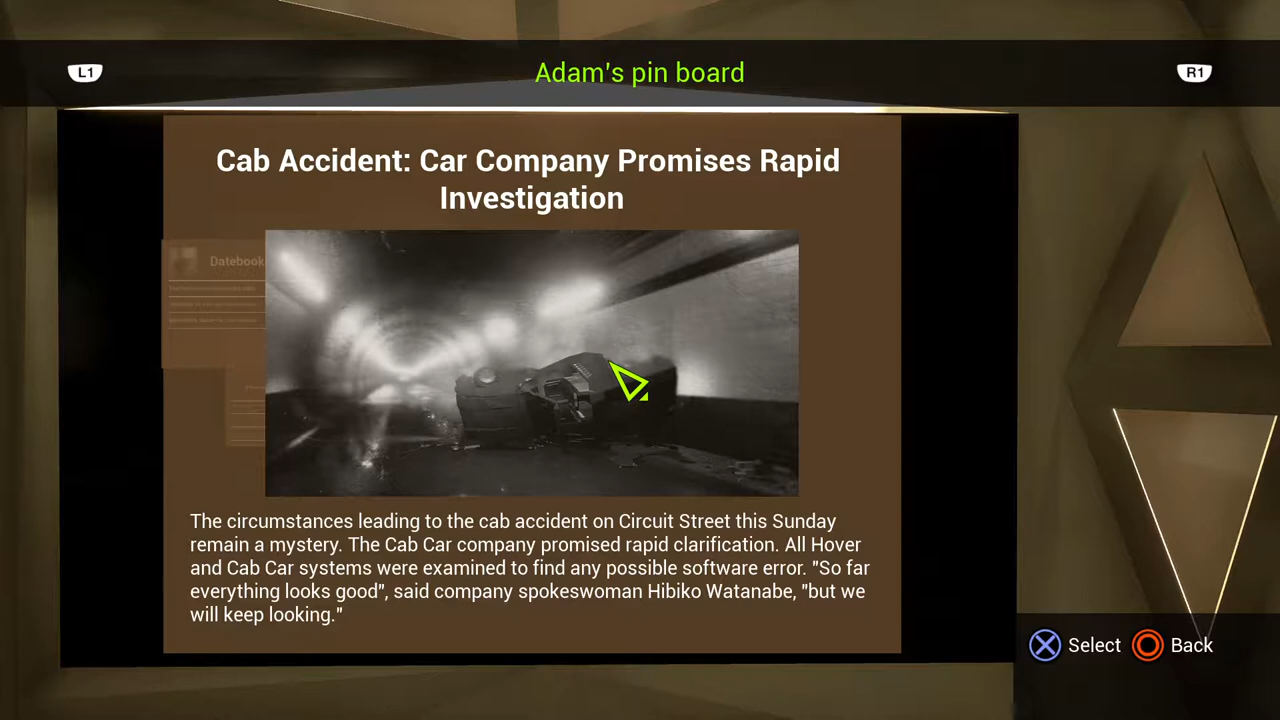 L1
Adam's pin board
R1
Cab Accident: Car Company Promises Rapid
Investigation
Datebook
The circumstances leading to the cab accident on Circuit Street this Sunday
remain a mystery. The Cab Car company promised rapid clarification. All Hover
and Cab Car systems were examined to find any possible software error. "So far
everything looks good", said company spokeswoman Hibiko Watanabe, "but we
will keep looking."
Select
Back